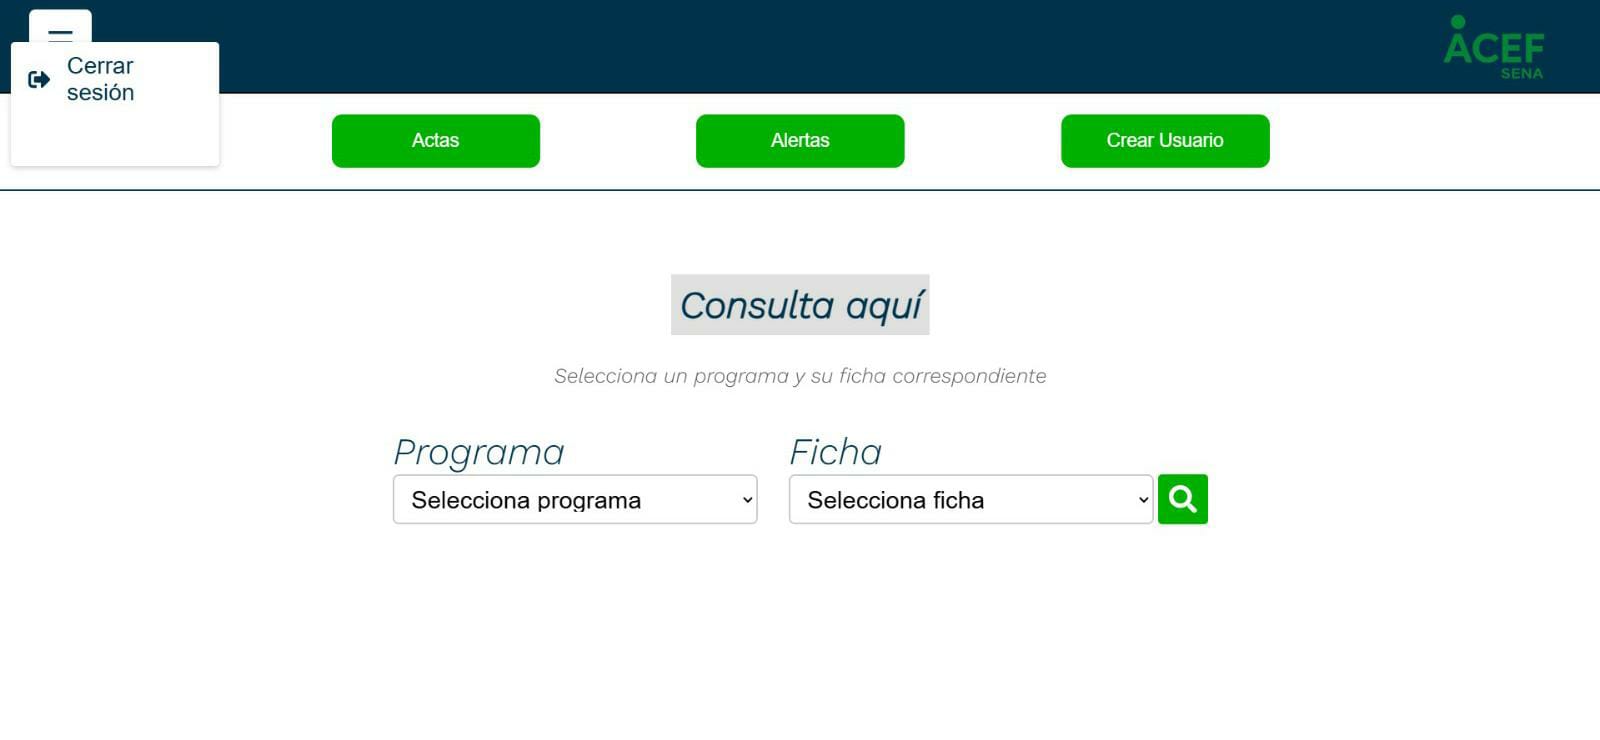 ACEF
SENA
Cerrar
sesión
Actas
Alertas
Crear Usuario
Consulta aquí
Selecciona un programa y su ficha correspondiente
Programa
Ficha
Selecciona programa
Selecciona ficha